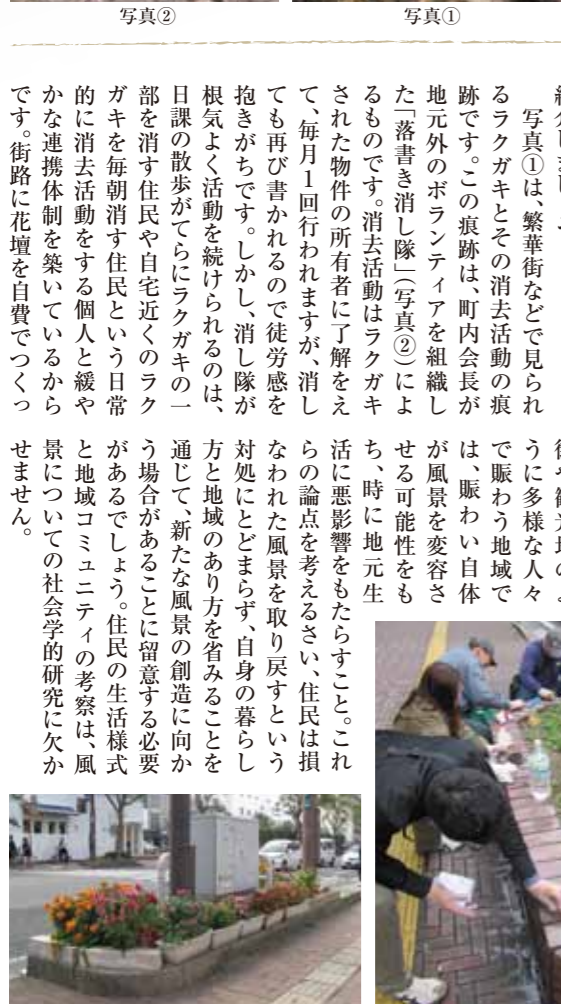 写真②
写真①
写真①は、繁華街などで見られ
るラクガキとその消去活動の痕
跡です。この痕跡は、町内会長が
地元外のボランティアを組織し
た「落書き消し隊」(写真②)によ
るものです。消去活動はラクガキ
された物件の所有者に了解をえ
て、毎月1回行われますが、消し
ても再び書かれるので徒労感を
抱きがちです。しかし、消し隊が
根気よく活動を続けられるのは、
日課の散歩がてらにラクガキの一
部を消す住民や自宅近くのラク
ガキを毎朝消す住民という日常
的に消去活動をする個人と緩や
かな連携体制を築いているから
です。街路に花壇を自費でつくっ
うに多様な人々
で賑わう地域で
は、賑わい自体
が風景を変容さ
せる可能性をも
ち、時に地元生
活に悪影響をもたらすこと。これ
らの論点を考えるさい、住民は損
なわれた風景を取り戻すという
対処にとどまらず、自身の暮らし
方と地域のあり方を省みることを
通じて、新たな風景の創造に向か
う場合があることに留意する必要
があるでしょう。住民の生活様式
と地域コミュニティの考察は、風
景についての社会学的研究に欠か
せません。